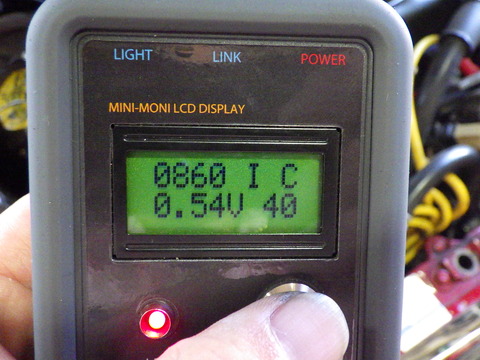 LIGHT LINK POWER
MINI-MONI LCD DISPLAY
0860 I C
0.54V 40